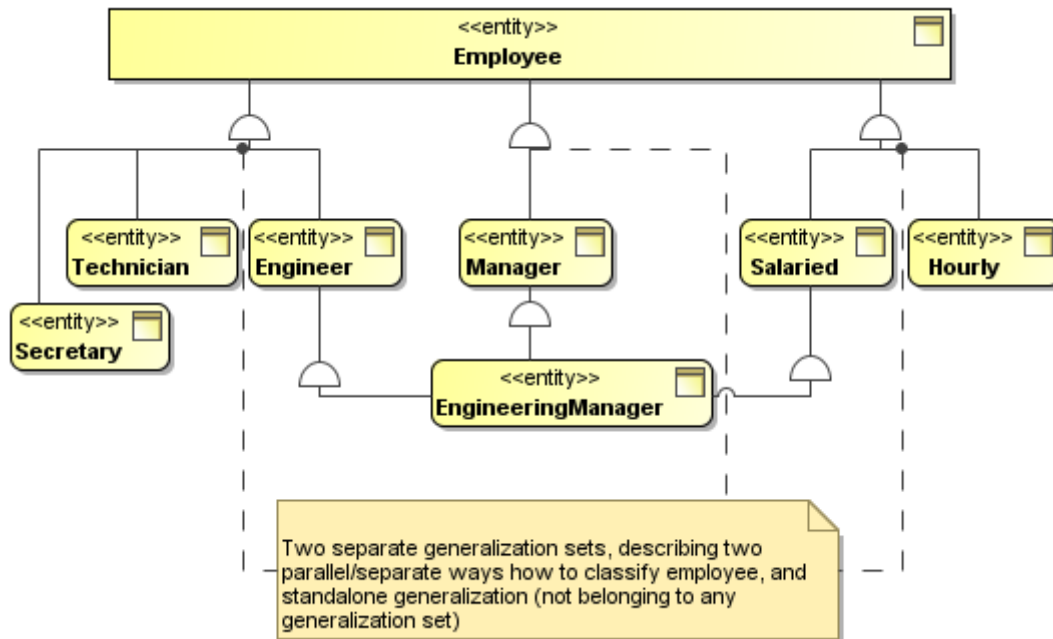 <<entity>>
Employee
<<entity>>
Technician
<<entity>>
Engineer
<<entity>>
Manager
<<entity>>
Salaried
<<entity>>
Hourly
<<entity>>
Secretary
<<entity>>
EngineeringManager
Two separate generalization sets, describing two
parallel/separate ways how to classify employee, and
standalone generalization (not belonging to any
generalization set)